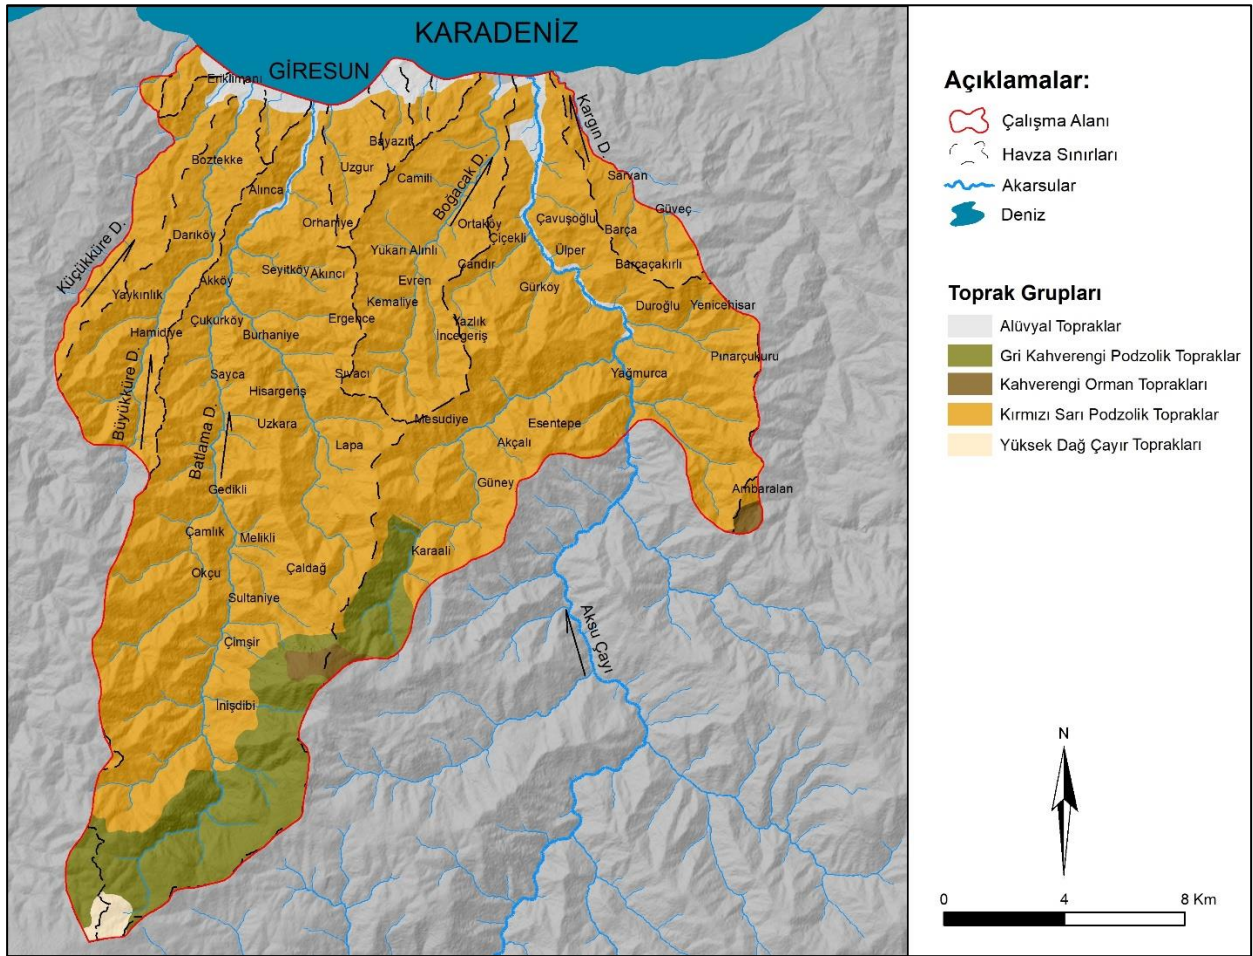 KARADENİZ
GİRESUN
Eriklimanı
Kargın D.
Bayazıt
Boztekke
Uzgur
Camili
Boğacak D.
Sarvan
Alınca
Güveç
Orhaniye
Ortaköy
Çavuşoğlu
Küçükküre D.
Darıköy
Çiçekli
Barça
Yukarı Alınlı
Ülper
Seyitköy
Akıncı
Çandır
Barçaçakırlı
Akköy
Evren
Gürköy
Yaykınlık
Kemaliye
Duroğlu
Yenicehisar
Hamidiye
Çukurköy
Burhaniye
Ergence
Yazlık
İncegeriş
Pınarçukuru
Büyükküre D.
Sayca
Sıvacı
Yağmurca
Hisargeriş
Batlama D.
Uzkara
Mesudiye
Esentepe
Lapa
Akçalı
Gedikli
Güney
Ambaralan
Çamlık
Melikli
Karaali
Okçu
Çaldağ
Sultaniye
Aksu Çayı
Çimşir
İnişdibi
Açıklamalar:
Çalışma Alanı
Havza Sınırları
Akarsular
Deniz
Toprak Grupları
Alüvyal Topraklar
Gri Kahverengi Podzolik Topraklar
Kahverengi Orman Toprakları
Kırmızı Sarı Podzolik Topraklar
Yüksek Dağ Çayır Toprakları
N
0 4 8 Km